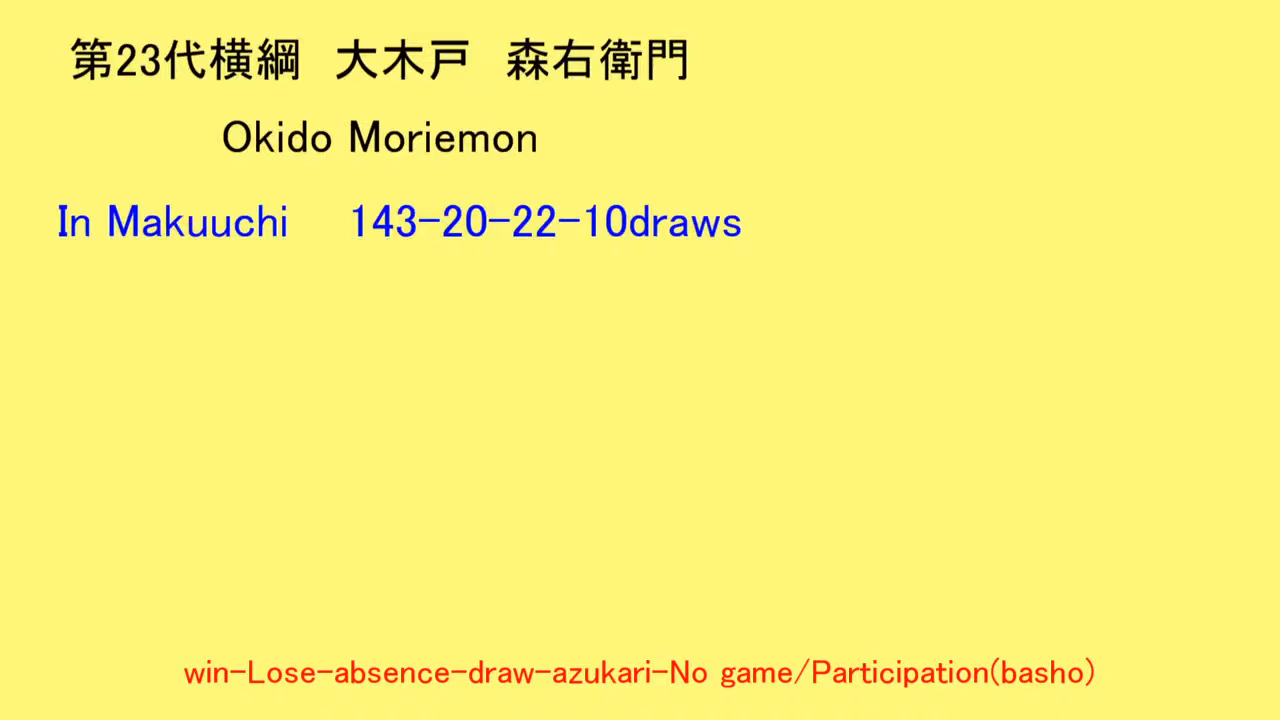 第23代横綱　大木戸　森右衛門
Okido Moriemon
In Makuuchi　143-20-22-10draws
win-Lose-absence-draw-azukari-No game/Participation(basho)